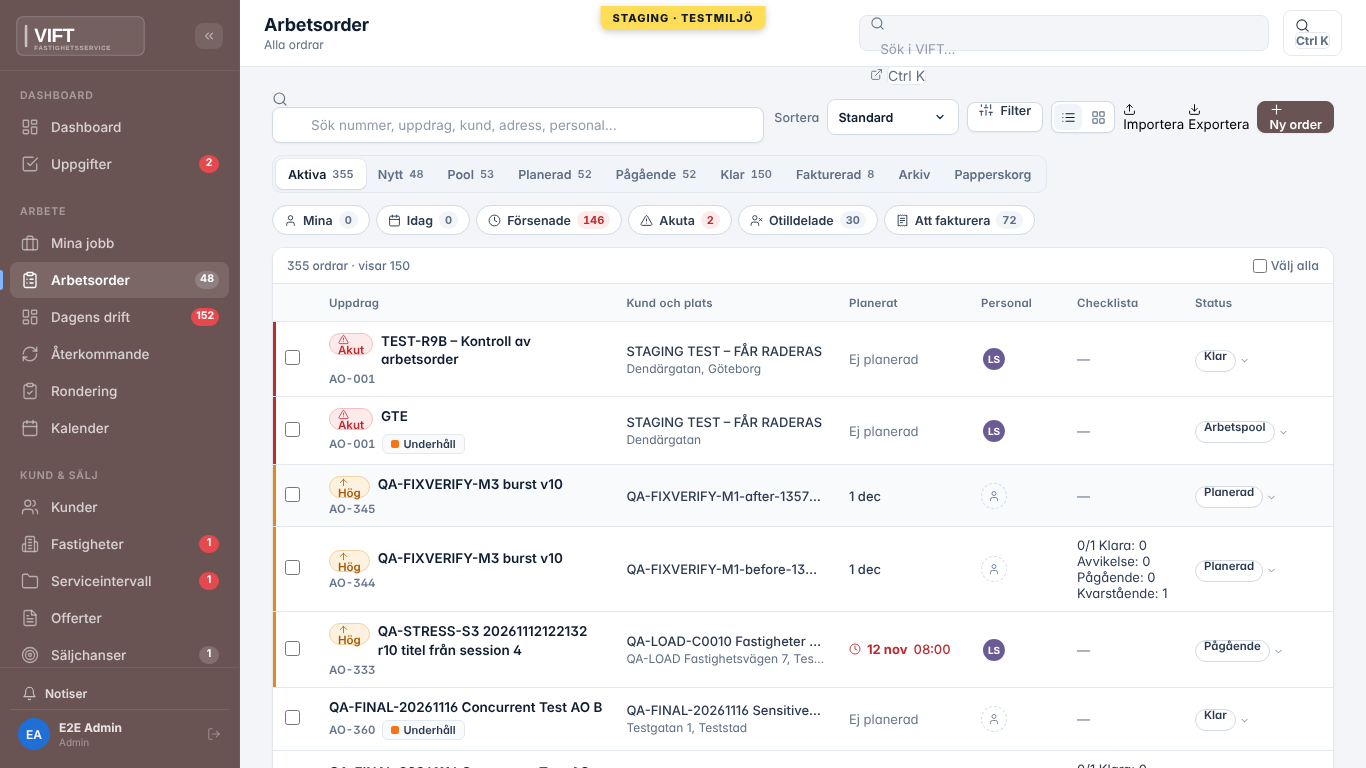 VIFT
FASTIGHETSSERVICE
«
DASHBOARD
Dashboard
Uppgifter 2
ARBETE
Mina jobb
Arbetsorder 48
Dagens drift 152
Återkommande
Rondering
Kalender
KUND & SÄLJ
Kunder
Fastigheter 1
Serviceintervall 1
Offerter
Säljchanser 1
Notiser
EA
E2E Admin
Admin
Arbetsorder
Alla ordrar
STAGING · TESTMILJÖ
Sök i VIFT...
Ctrl K
Ctrl K
Sök nummer, uppdrag, kund, adress, personal...
Sortera Standard Filter Importera Exportera Ny order
Aktiva 355 Nytt 48 Pool 53 Planerad 52 Pågående 52 Klar 150 Fakturerad 8 Arkiv Papperskorg
Mina 0 Idag 0 Försenade 146 Akuta 2 Otilldelade 30 Att fakturera 72
355 ordrar · visar 150 Välj alla
Uppdrag Kund och plats Planerat Personal Checklista Status
Akut TEST-R9B – Kontroll av
arbetsorder
AO-001
STAGING TEST – FÅR RADERAS
Dendärgatan, Göteborg
Ej planerad LS — Klar
Akut GTE
AO-001 Underhåll
STAGING TEST – FÅR RADERAS
Dendärgatan
Ej planerad LS — Arbetspool
Hög QA-FIXVERIFY-M3 burst v10
AO-345
QA-FIXVERIFY-M1-after-1357... 1 dec — Planerad
Hög QA-FIXVERIFY-M3 burst v10
AO-344
QA-FIXVERIFY-M1-before-13... 1 dec
0/1 Klara: 0
Avvikelse: 0
Pågående: 0
Kvarstående: 1
Planerad
Hög QA-STRESS-S3 20261112122132
r10 titel från session 4
AO-333
QA-LOAD-C0010 Fastigheter ...
QA-LOAD Fastighetsvägen 7, Tes...
12 nov 08:00 LS — Pågående
QA-FINAL-20261116 Concurrent Test AO B
AO-360 Underhåll
QA-FINAL-20261116 Sensitive...
Testgatan 1, Teststad
Ej planerad — Klar